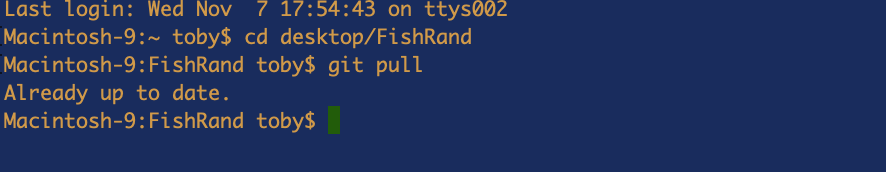 Last login: Wed Nov  7 17:54:43 on ttys002
Macintosh-9:~ toby$ cd desktop/FishRand
Macintosh-9:FishRand toby$ git pull
Already up to date.
Macintosh-9:FishRand toby$